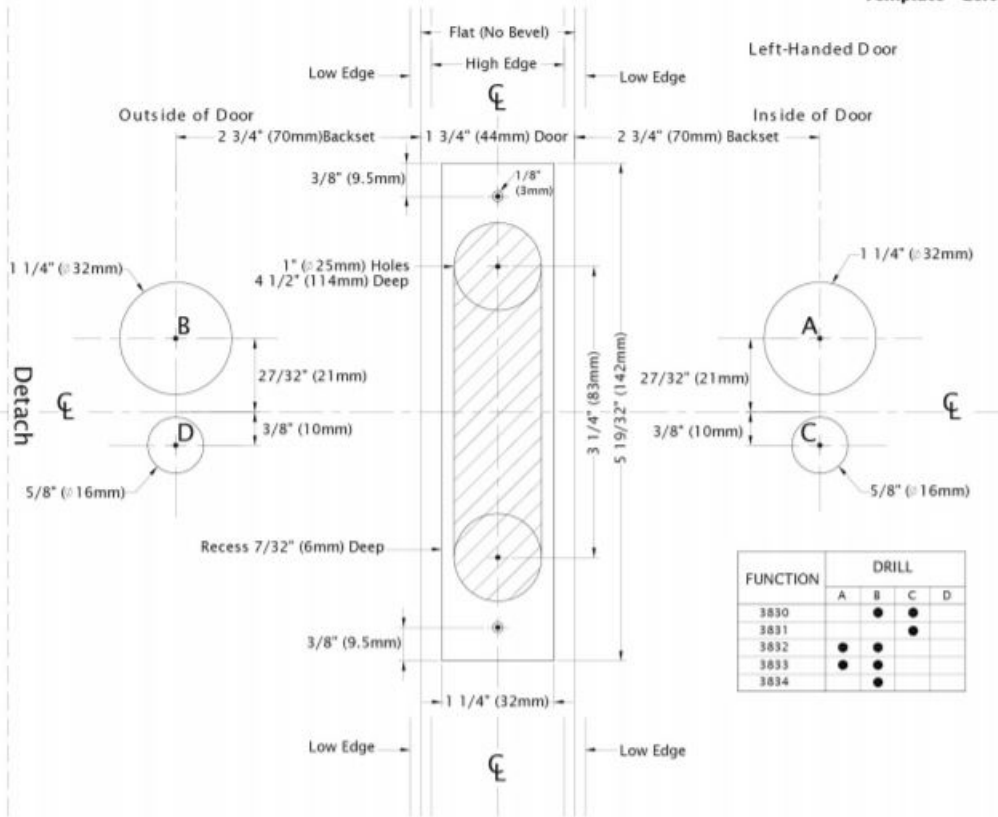 Flat (No Bevel)
Left-Handed Door
High Edge
Low Edge
Low Edge
℄
Outside of Door
Inside of Door
2 3/4" (70mm)Backset
1 3/4" (44mm) Door
2 3/4" (70mm) Backset
3/8" (9.5mm)
1/8"
(3mm)
1 1/4" (⌀32mm)
1" (⌀25mm) Holes
4 1/2" (114mm) Deep
1 1/4" (⌀32mm)
B
A
27/32" (21mm)
27/32" (21mm)
3 1/4" (83mm)
5 19/32" (142mm)
Detach
℄
℄
3/8" (10mm)
3/8" (10mm)
D
C
5/8" (⌀16mm)
5/8" (⌀16mm)
Recess 7/32" (6mm) Deep
FUNCTION DRILL
A B C D
3830 ● ●
3831 ●
3832 ● ●
3833 ● ●
3834 ●
3/8" (9.5mm)
1 1/4" (32mm)
Low Edge
Low Edge
℄